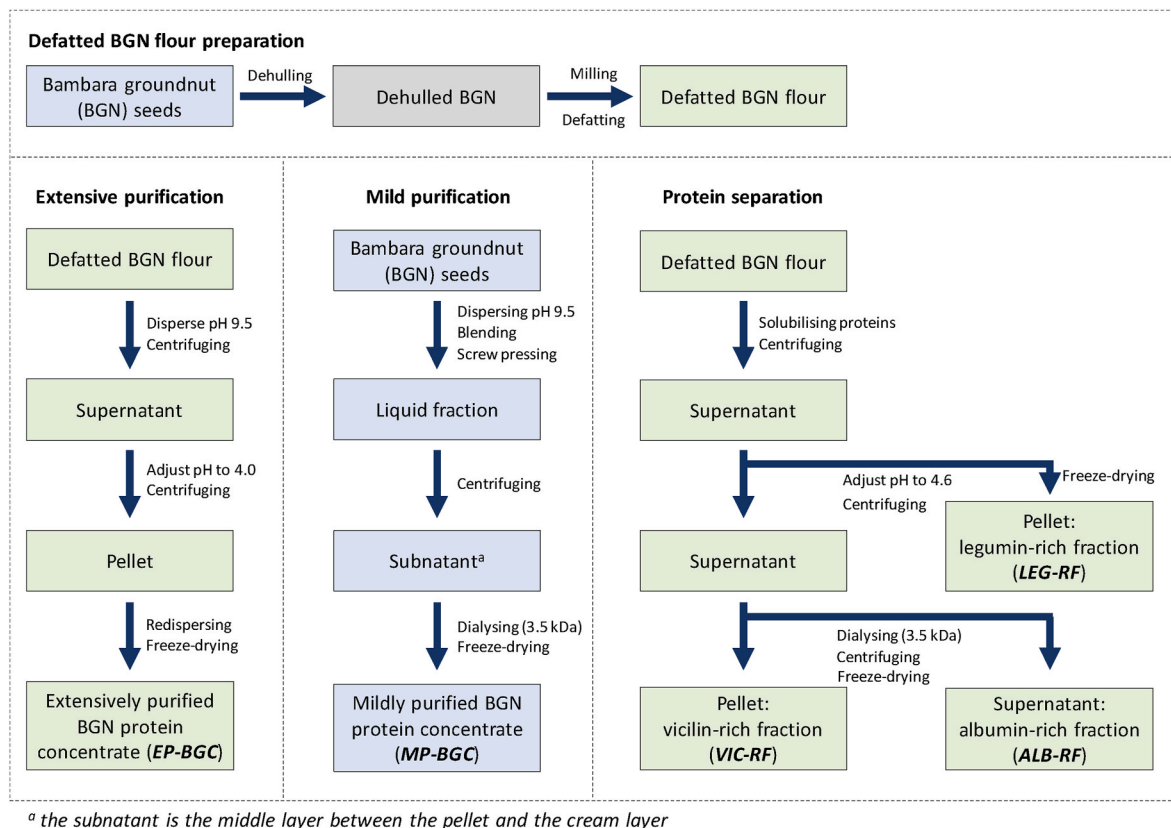 Defatted BGN flour preparation
Bambara groundnut
(BGN) seeds
Dehulling
Dehulled BGN
Milling
Defatting
Defatted BGN flour
Extensive purification
Defatted BGN flour
Disperse pH 9.5
Centrifuging
Supernatant
Adjust pH to 4.0
Centrifuging
Pellet
Redispersing
Freeze-drying
Extensively purified
BGN protein
concentrate (EP-BGC)
Mild purification
Bambara groundnut
(BGN) seeds
Dispersing pH 9.5
Blending
Screw pressing
Liquid fraction
Centrifuging
Subnatantᵃ
Dialysing (3.5 kDa)
Freeze-drying
Mildly purified BGN
protein concentrate
(MP-BGC)
Protein separation
Defatted BGN flour
Solubilising proteins
Centrifuging
Supernatant
Adjust pH to 4.6
Centrifuging
Freeze-drying
Pellet:
legumin-rich fraction
(LEG-RF)
Supernatant
Dialysing (3.5 kDa)
Centrifuging
Freeze-drying
Pellet:
vicilin-rich fraction
(VIC-RF)
Supernatant:
albumin-rich fraction
(ALB-RF)
ᵃ the subnatant is the middle layer between the pellet and the cream layer